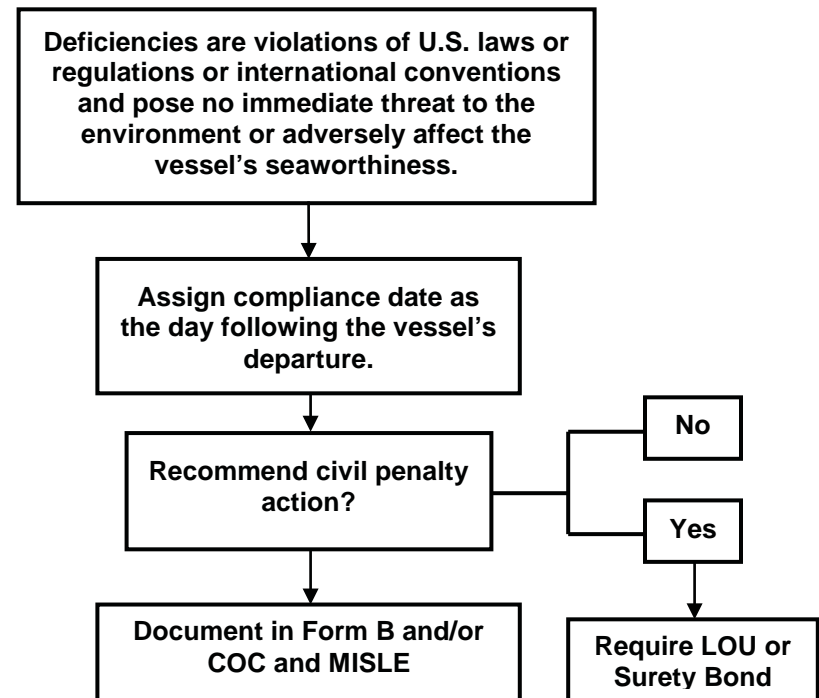 Deficiencies are violations of U.S. laws or
regulations or international conventions
and pose no immediate threat to the
environment or adversely affect the
vessel’s seaworthiness.
Assign compliance date as
the day following the vessel’s
departure.
Recommend civil penalty
action?
No
Yes
Document in Form B and/or
COC and MISLE
Require LOU or
Surety Bond